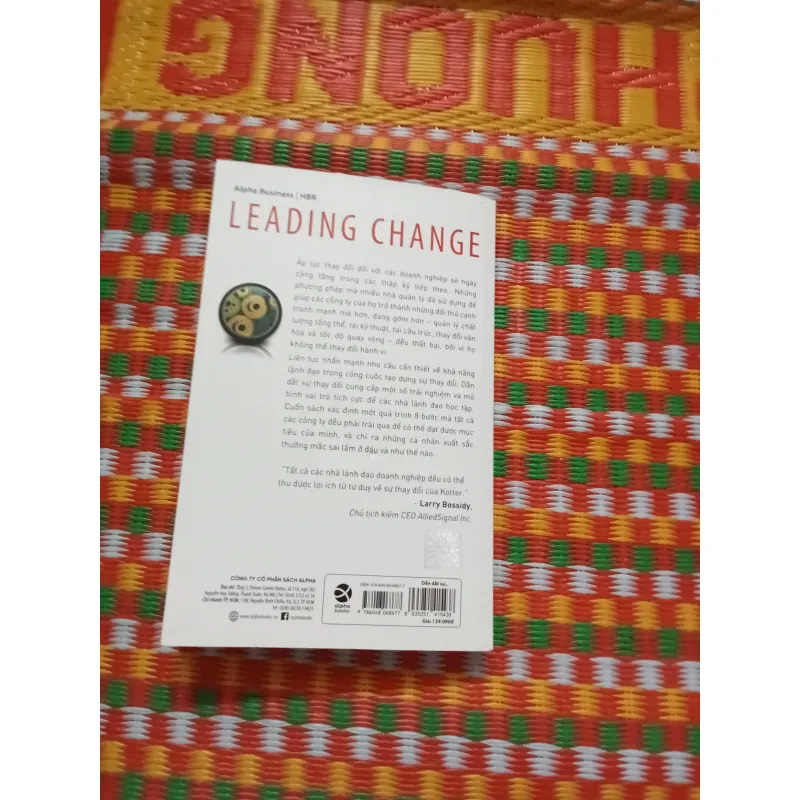 HUONG
Alpha Business | HBR
LEADING CHANGE
Áp lực thay đổi đối với các doanh nghiệp sẽ ngày
càng tăng trong các thập kỷ tiếp theo. Những
phương pháp mà nhiều nhà quản lý đã sử dụng để
giúp các công ty của họ trở thành những đối thủ cạnh
tranh mạnh mẽ hơn, đáng gờm hơn – quản lý chất
lượng tổng thể, tái kỹ thuật, tái cấu trúc, thay đổi văn
hóa và tốc độ quay vòng – đều thất bại, bởi vì họ
không thể thay đổi hành vi.
Liên tục nhấn mạnh nhu cầu cần thiết về khả năng
lãnh đạo trong công cuộc tạo dựng sự thay đổi, Dẫn
dắt sự thay đổi cung cấp một số trải nghiệm và mô
hình vai trò tích cực để các nhà lãnh đạo học tập.
Cuốn sách xác định một quá trình 8 bước mà tất cả
các công ty đều phải trải qua để có thể đạt được mục
tiêu của mình, và chỉ ra những cá nhân xuất sắc
thường mắc sai lầm ở đâu và như thế nào.
"Tất cả các nhà lãnh đạo doanh nghiệp đều có thể
thu được lợi ích từ tư duy về sự thay đổi của Kotter."
- Larry Bossidy,
Chủ tịch kiêm CEO AlliedSignal Inc.
CÔNG TY CỔ PHẦN SÁCH ALPHA
www.alphabooks.vn
alphabooks
alpha
books
Dẫn dắt sự...
Giá: 129.000đ